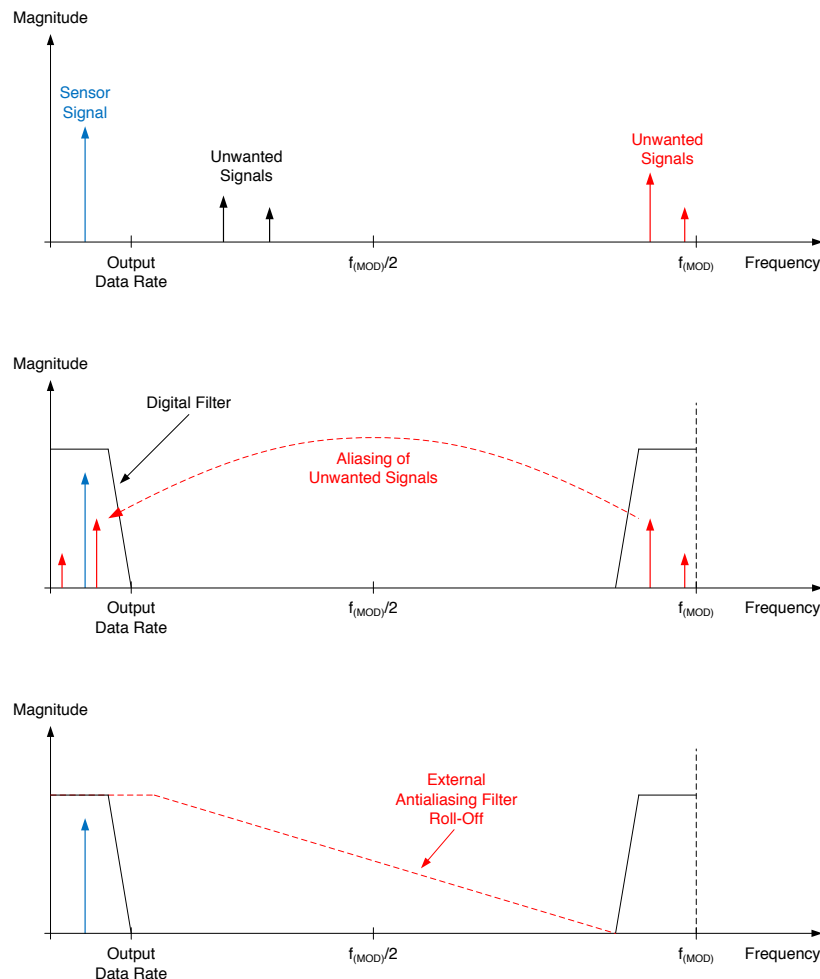 Magnitude
Sensor
Signal
Unwanted
Signals
Unwanted
Signals
Output
Data Rate
f(MOD)/2
f(MOD)
Frequency
Magnitude
Digital Filter
Aliasing of
Unwanted Signals
Output
Data Rate
f(MOD)/2
f(MOD)
Frequency
Magnitude
External
Antialiasing Filter
Roll-Off
Output
Data Rate
f(MOD)/2
f(MOD)
Frequency